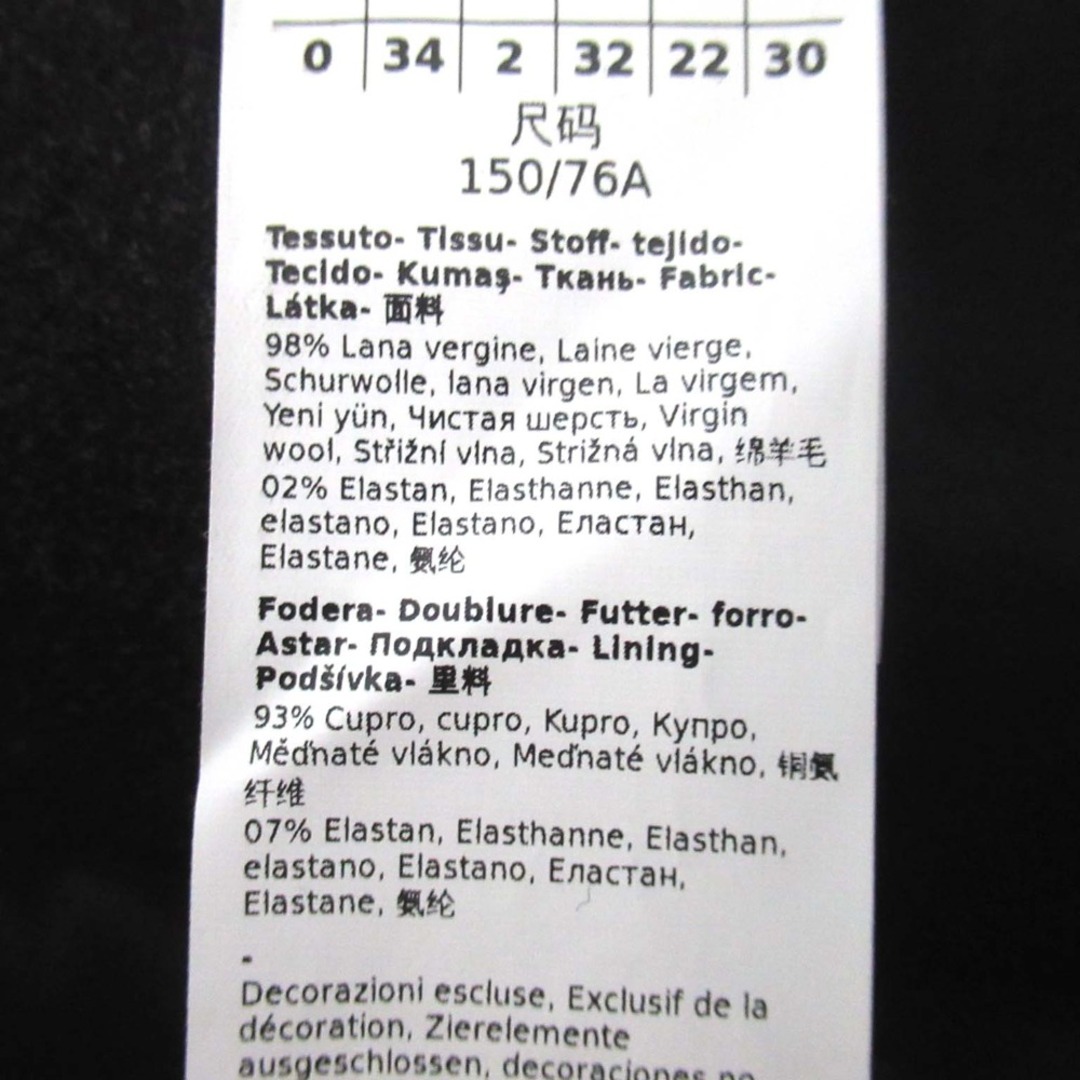 0 34 2 32 22 30
尺码
150/76A
Tessuto- Tissu- Stoff- tejido-
Tecido- Kumaş- Ткань- Fabric-
Látka- 面料
98% Lana vergine, Laine vierge,
Schurwolle, lana virgen, La virgem,
Yeni yün, Чистая шерсть, Virgin
wool, Střižní vlna, Strižná vlna, 绵羊毛
02% Elastan, Elasthanne, Elasthan,
elastano, Elastano, Еластан,
Elastane, 氨纶
Fodera- Doublure- Futter- forro-
Astar- Подкладка- Lining-
Podšívka- 里料
93% Cupro, cupro, Kupro, Купро,
Měďnaté vlákno, Meďnaté vlákno, 铜氨
纤维
07% Elastan, Elasthanne, Elasthan,
elastano, Elastano, Еластан,
Elastane, 氨纶
-
Decorazioni escluse, Exclusif de la
décoration, Zierelemente
ausgeschlossen, decoraciones no